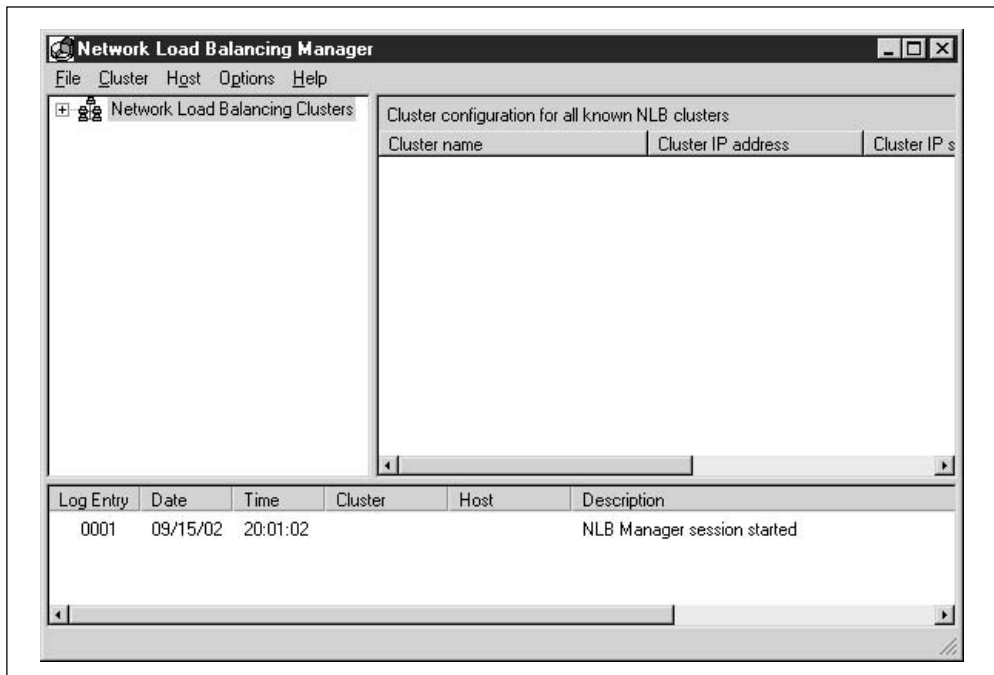 Network Load Balancing Manager
File Cluster Host Options Help
Network Load Balancing Clusters
Cluster configuration for all known NLB clusters
Cluster name Cluster IP address Cluster IP s
Log Entry Date Time Cluster Host Description
0001 09/15/02 20:01:02 NLB Manager session started